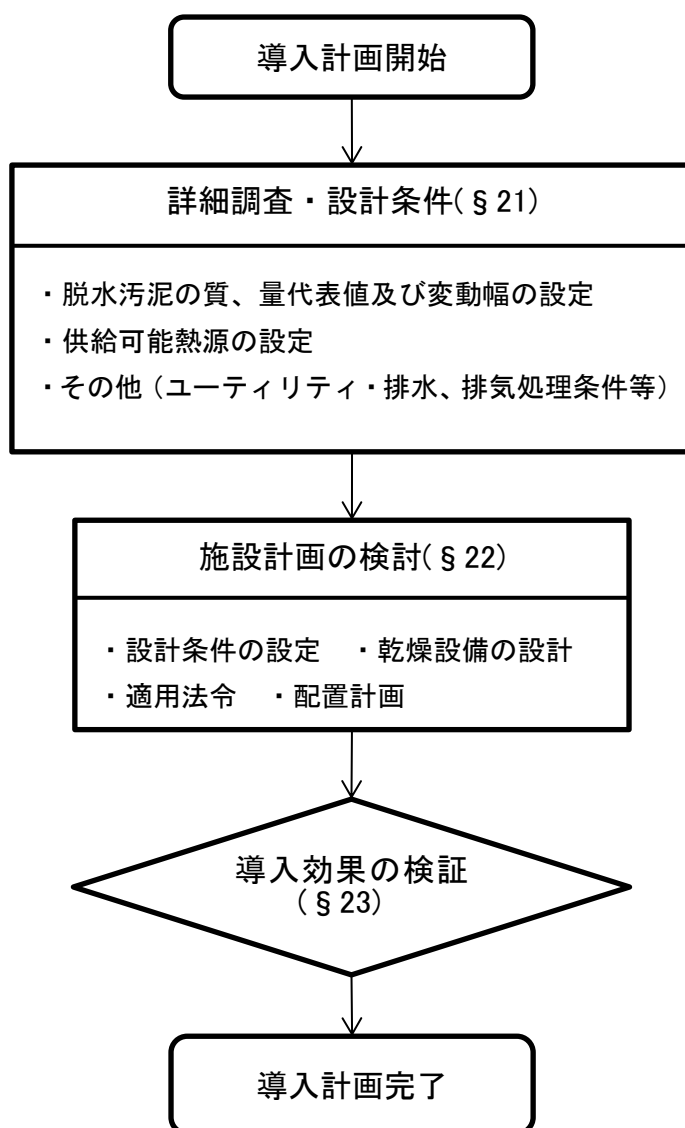 導入計画開始
詳細調査・設計条件(§21)
・脱水汚泥の質、量代表値及び変動幅の設定
・供給可能熱源の設定
・その他（ユーティリティ・排水、排気処理条件等）
施設計画の検討(§22)
・設計条件の設定　・乾燥設備の設計
・適用法令　・配置計画
導入効果の検証
(§23)
導入計画完了